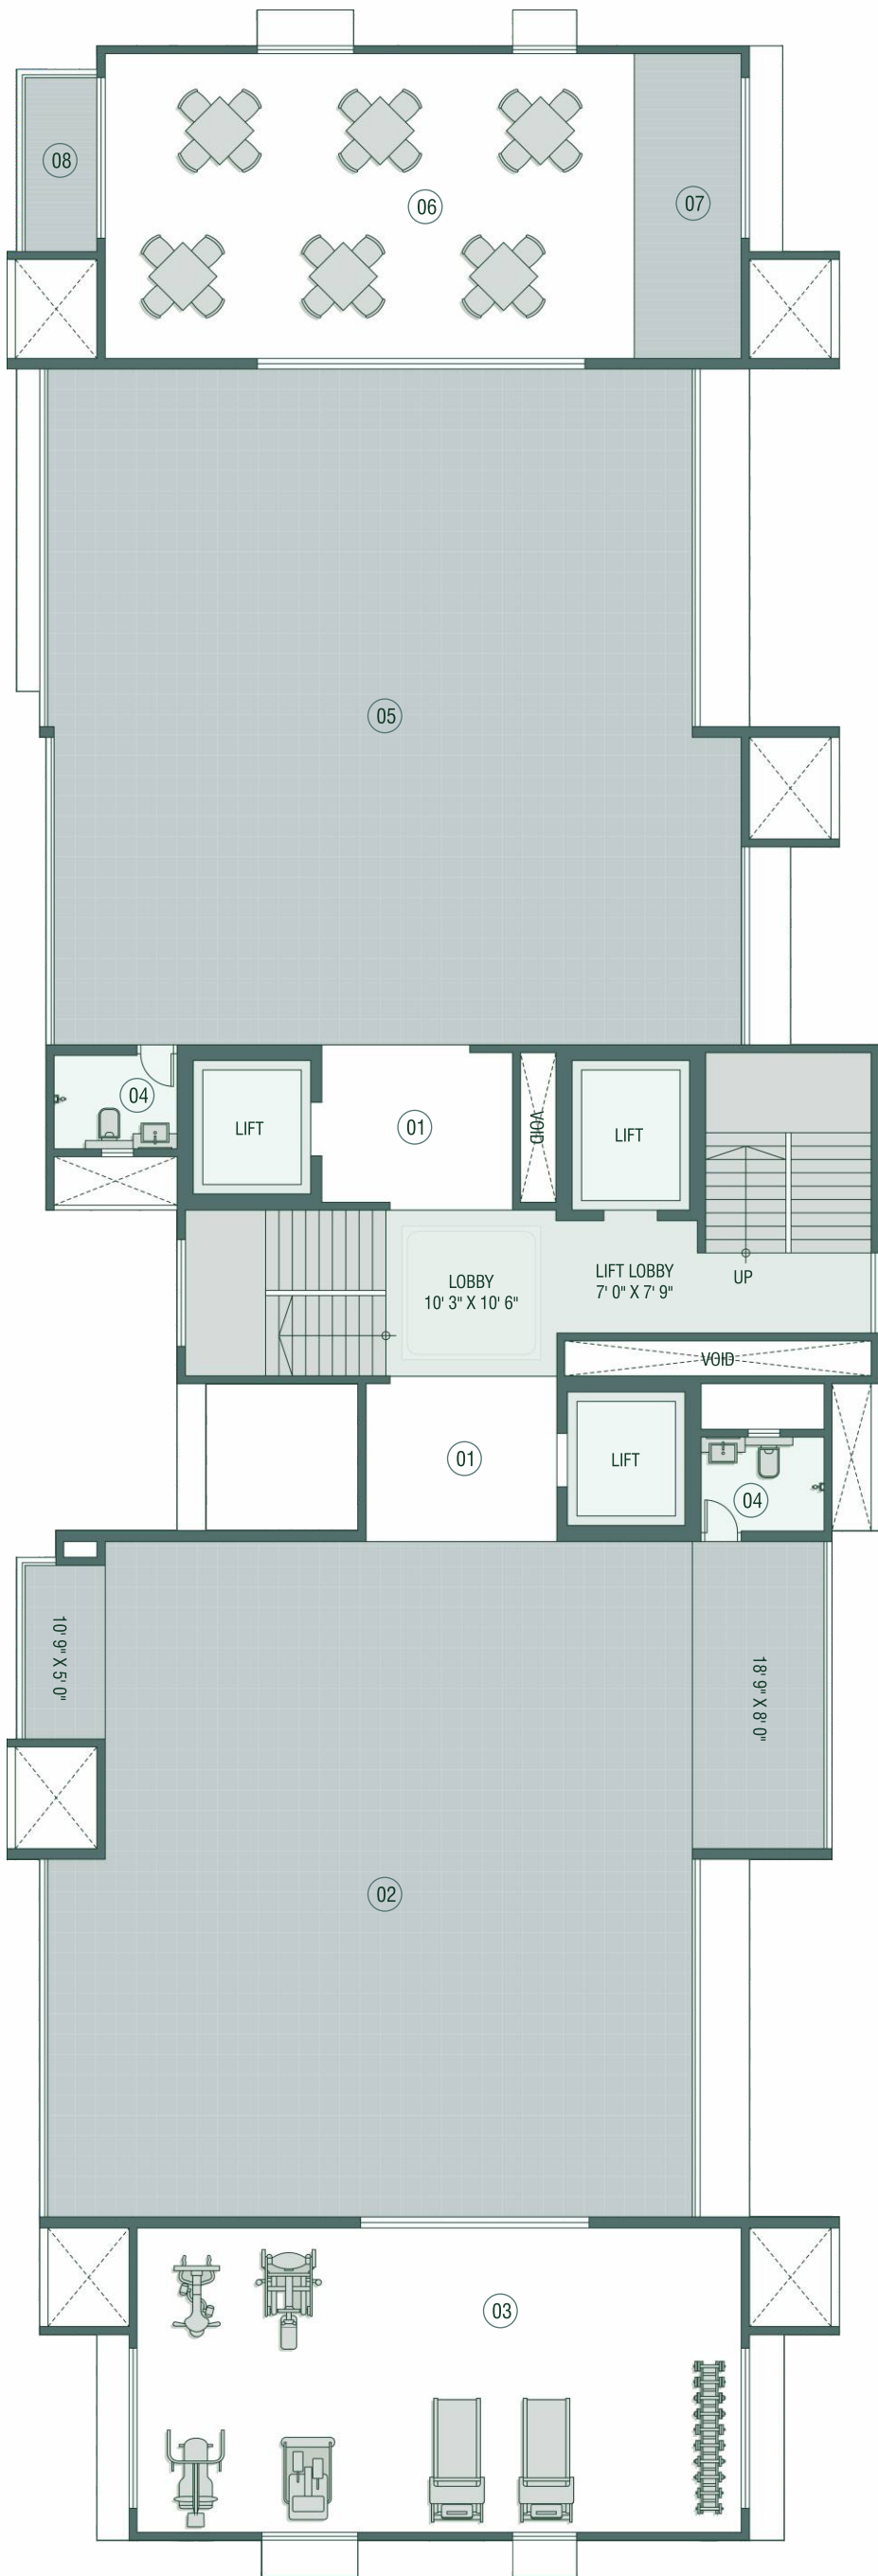 08
06
07
05
04
LIFT
01
VOID
LIFT
LOBBY
10' 3" X 10' 6"
LIFT LOBBY
7' 0" X 7' 9"
UP
VOID
01
LIFT
04
10' 9" X 5' 0"
18' 9" X 8' 0"
02
03